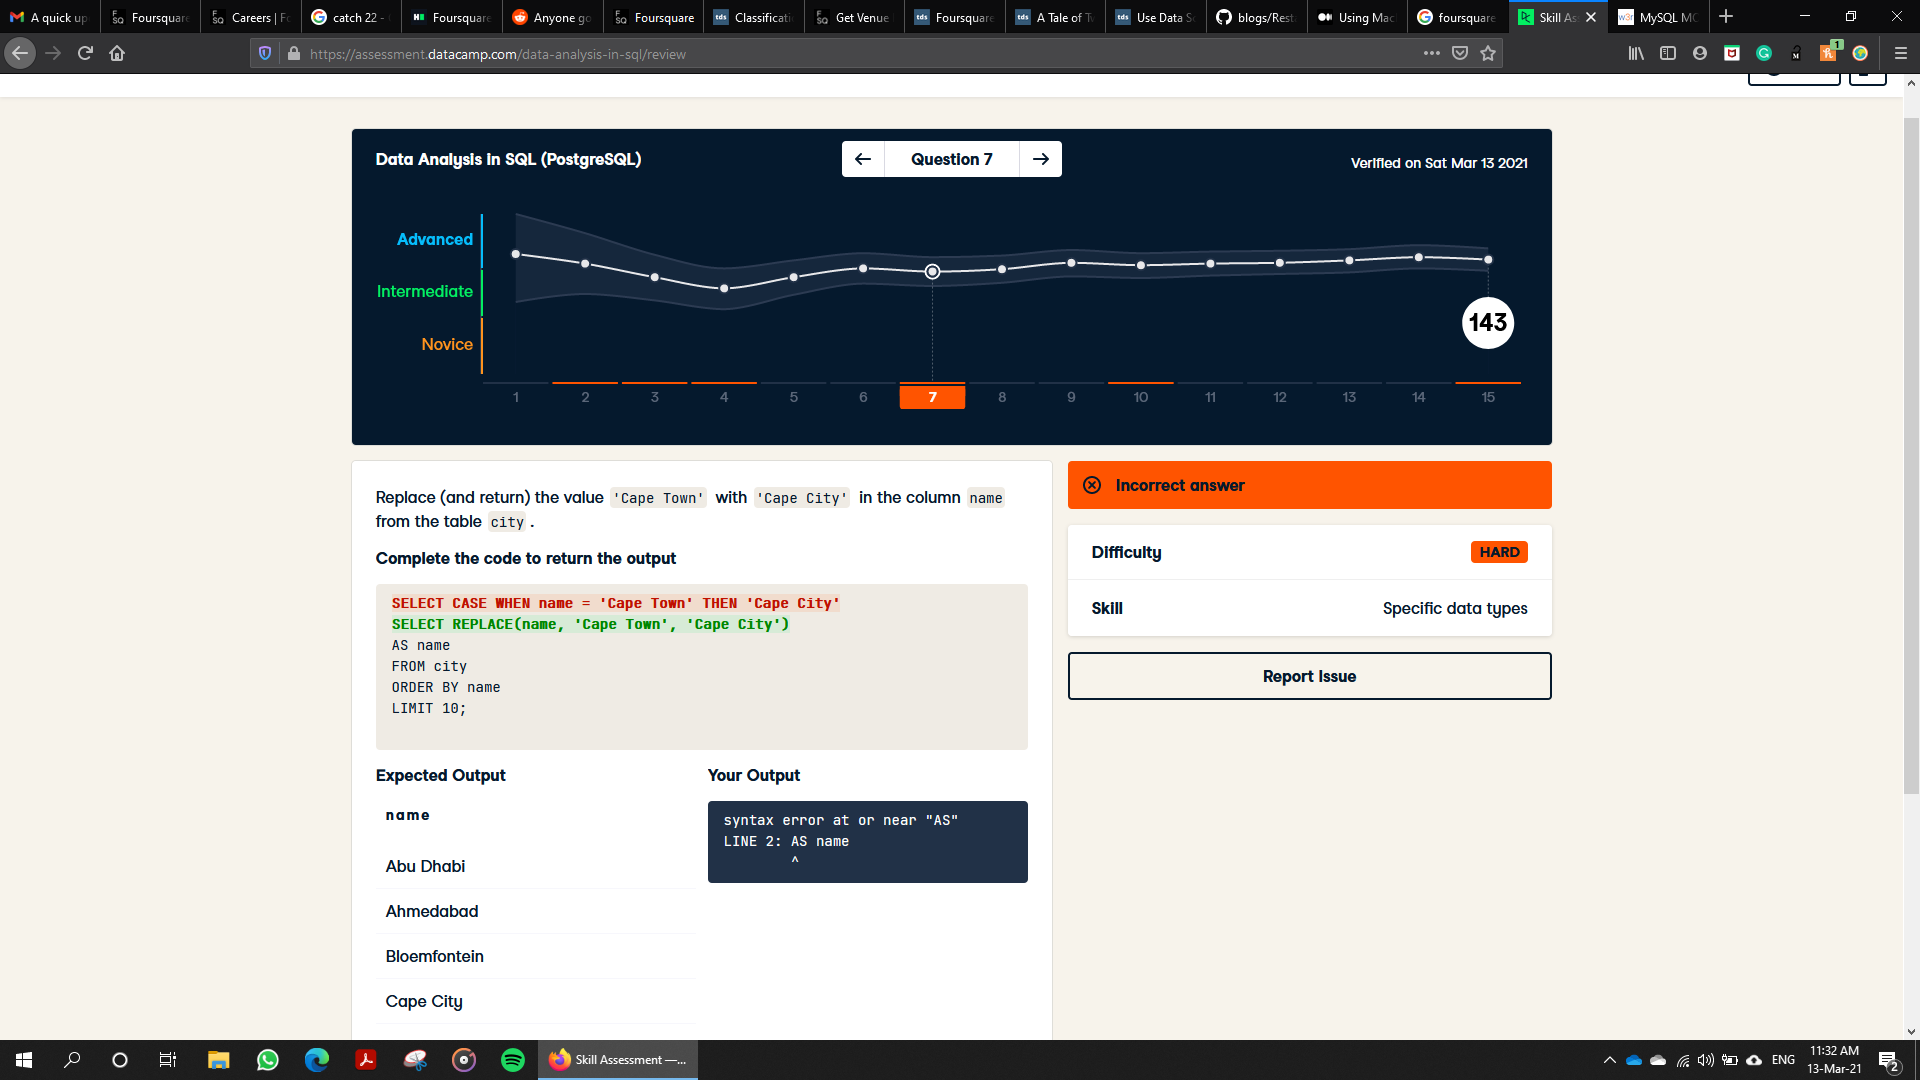 A quick up
Foursquare
Careers | Fo
catch 22 -
Foursquare
Anyone go
Foursquare
Classificati
Get Venue
Foursquare
A Tale of Tw
Use Data Sc
blogs/Resta
Using Mac
foursquare
Skill As
MySQL MO
https://assessment.datacamp.com/data-analysis-in-sql/review
Data Analysis in SQL (PostgreSQL)
Question 7
Verified on Sat Mar 13 2021
Advanced
Intermediate
Novice
143
1 2 3 4 5 6 7 8 9 10 11 12 13 14 15
Replace (and return) the value 'Cape Town' with 'Cape City' in the column name
from the table city .
Complete the code to return the output
SELECT CASE WHEN name = 'Cape Town' THEN 'Cape City'
SELECT REPLACE(name, 'Cape Town', 'Cape City')
AS name
FROM city
ORDER BY name
LIMIT 10;
Incorrect answer
Difficulty
HARD
Skill
Specific data types
Report Issue
Expected Output
Your Output
name
Abu Dhabi
Ahmedabad
Bloemfontein
Cape City
syntax error at or near "AS"
LINE 2: AS name
^
Skill Assessment —...
ENG
11:32 AM
13-Mar-21
2